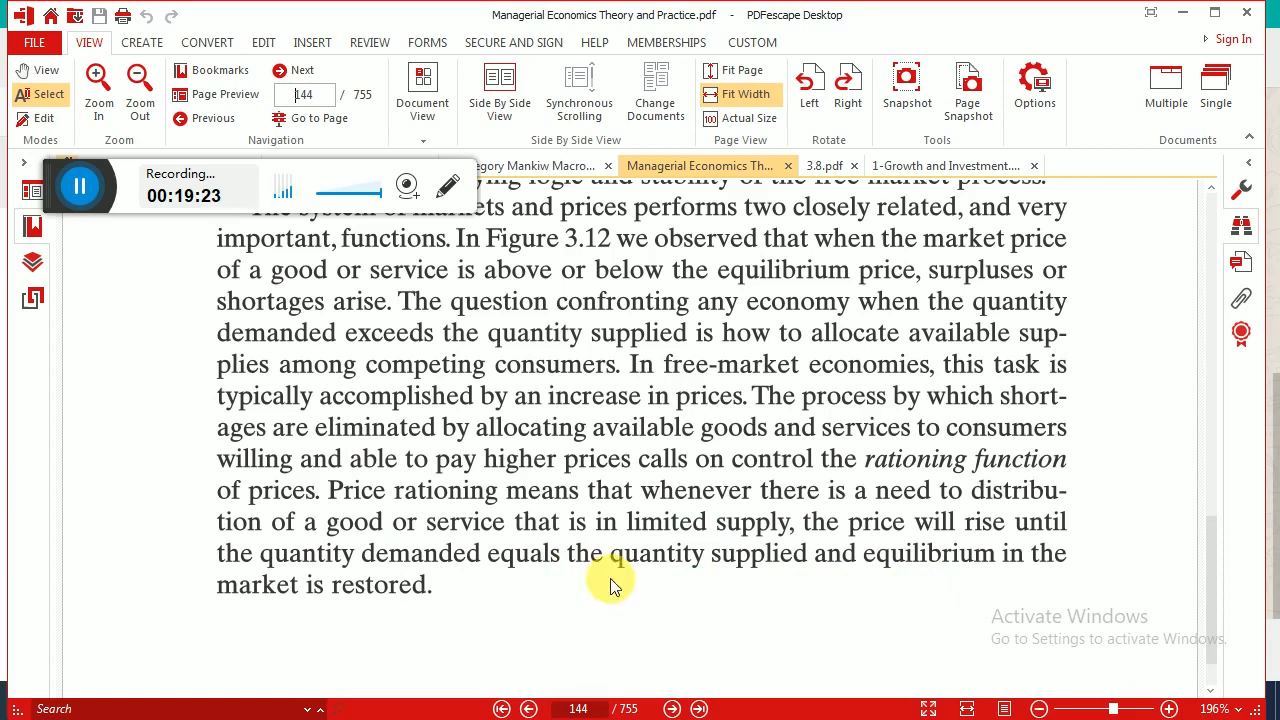 Managerial Economics Theory and Practice.pdf - PDFescape Desktop
FILE VIEW CREATE CONVERT EDIT INSERT REVIEW FORMS SECURE AND SIGN HELP MEMBERSHIPS CUSTOM Sign In
View Bookmarks Next Fit Page
Select Page Preview 144 / 755 Fit Width
Edit Previous Go to Page Actual Size
Zoom In Zoom Out Document View Side By Side View Synchronous Scrolling Change Documents Left Right Snapshot Page Snapshot Options Multiple Single
Modes Zoom Navigation Side By Side View Page View Rotate Tools Documents
egory Mankiw Macro... Managerial Economics Th... 3.8.pdf 1-Growth and Investment....
Recording...
00:19:23
ying logic and stability of the free market process.
The system of markets and prices performs two closely related, and very
important, functions. In Figure 3.12 we observed that when the market price
of a good or service is above or below the equilibrium price, surpluses or
shortages arise. The question confronting any economy when the quantity
demanded exceeds the quantity supplied is how to allocate available sup-
plies among competing consumers. In free-market economies, this task is
typically accomplished by an increase in prices. The process by which short-
ages are eliminated by allocating available goods and services to consumers
willing and able to pay higher prices calls on control the rationing function
of prices. Price rationing means that whenever there is a need to distribu-
tion of a good or service that is in limited supply, the price will rise until
the quantity demanded equals the quantity supplied and equilibrium in the
market is restored.
Activate Windows
Go to Settings to activate Windows.
Search 144 / 755 196%